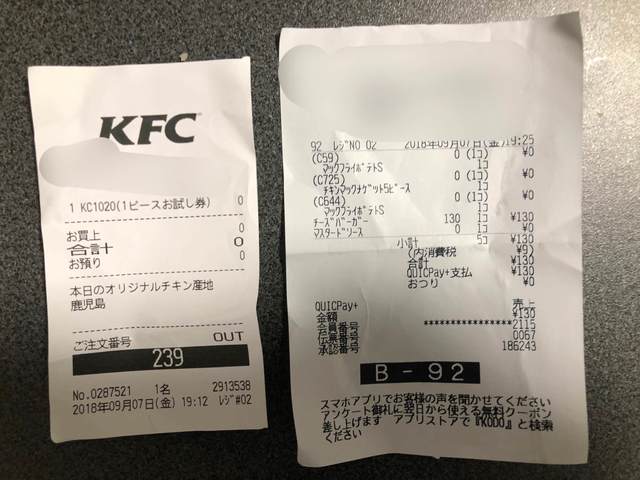 KFC
1 KC1020(1ピースお試し券) 0
お買上 0
合計 0
お預り 0
本日のオリジナルチキン産地
鹿児島
ご注文番号 OUT
239
No.0287521 1名 2913538
2018年09月07日(金) 19:12 レジ#02
92 レジNO 02 2018年09月07日(金)19:25
(C59) 0 (1コ) ¥0
マックフライポテトS 1コ
(C725) 0 (1コ) ¥0
チキンマックナゲット5ピース 1コ
(C644) 0 (1コ) ¥0
マックフライポテトS 1コ
チーズバーガー 130 1コ ¥130
マスタードソース 0 1コ ¥0
小計 5コ ¥130
(内消費税 ¥9)
合計 ¥130
QUICPay+支払 ¥130
おつり ¥0
QUICPay+ 売上
金額 ¥130
会員番号 ****************2115
伝票番号 0067
承認番号 186243
B-92
スマホアプリでお客様の声を聞かせてください
アンケート御礼に翌日から使える無料クーポン
差し上げます アプリストアで『KODO』と検索
ください